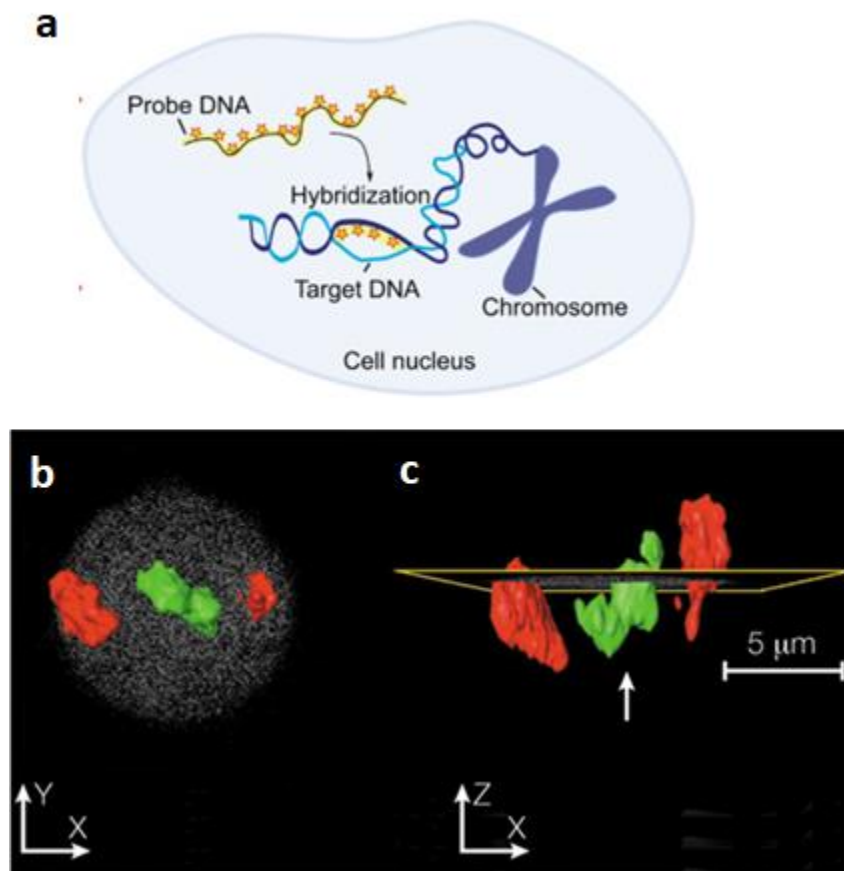 a
Probe DNA
Hybridization
Target DNA
Chromosome
Cell nucleus
b
c
5 μm
Y
X
Z
X